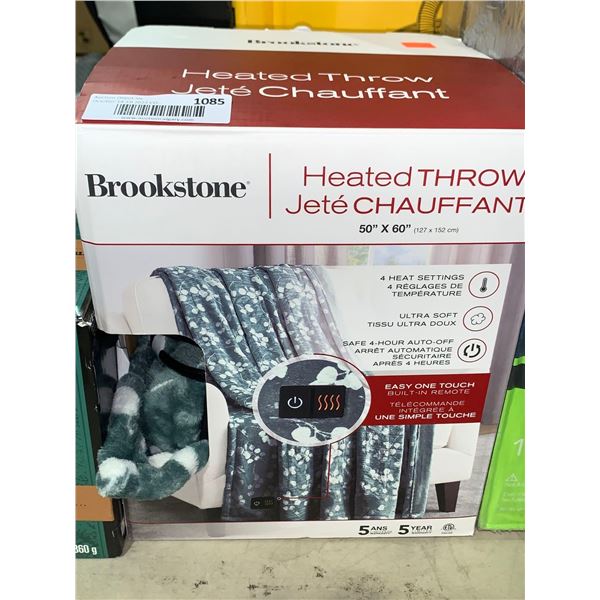 Brookstone
Heated Throw
Jeté Chauffant
1085
Brookstone®
Heated THROW
Jeté CHAUFFANT
50” X 60” (127 x 152 cm)
4 HEAT SETTINGS
4 RÉGLAGES DE
TEMPÉRATURE
ULTRA SOFT
TISSU ULTRA DOUX
SAFE 4-HOUR AUTO-OFF
ARRÊT AUTOMATIQUE
SÉCURITAIRE
APRÈS 4 HEURES
EASY ONE TOUCH
BUILT-IN REMOTE
TÉLÉCOMMANDE
INTÉGRÉE À
UNE SIMPLE TOUCHE
5 ANS
5 YEAR
360 g